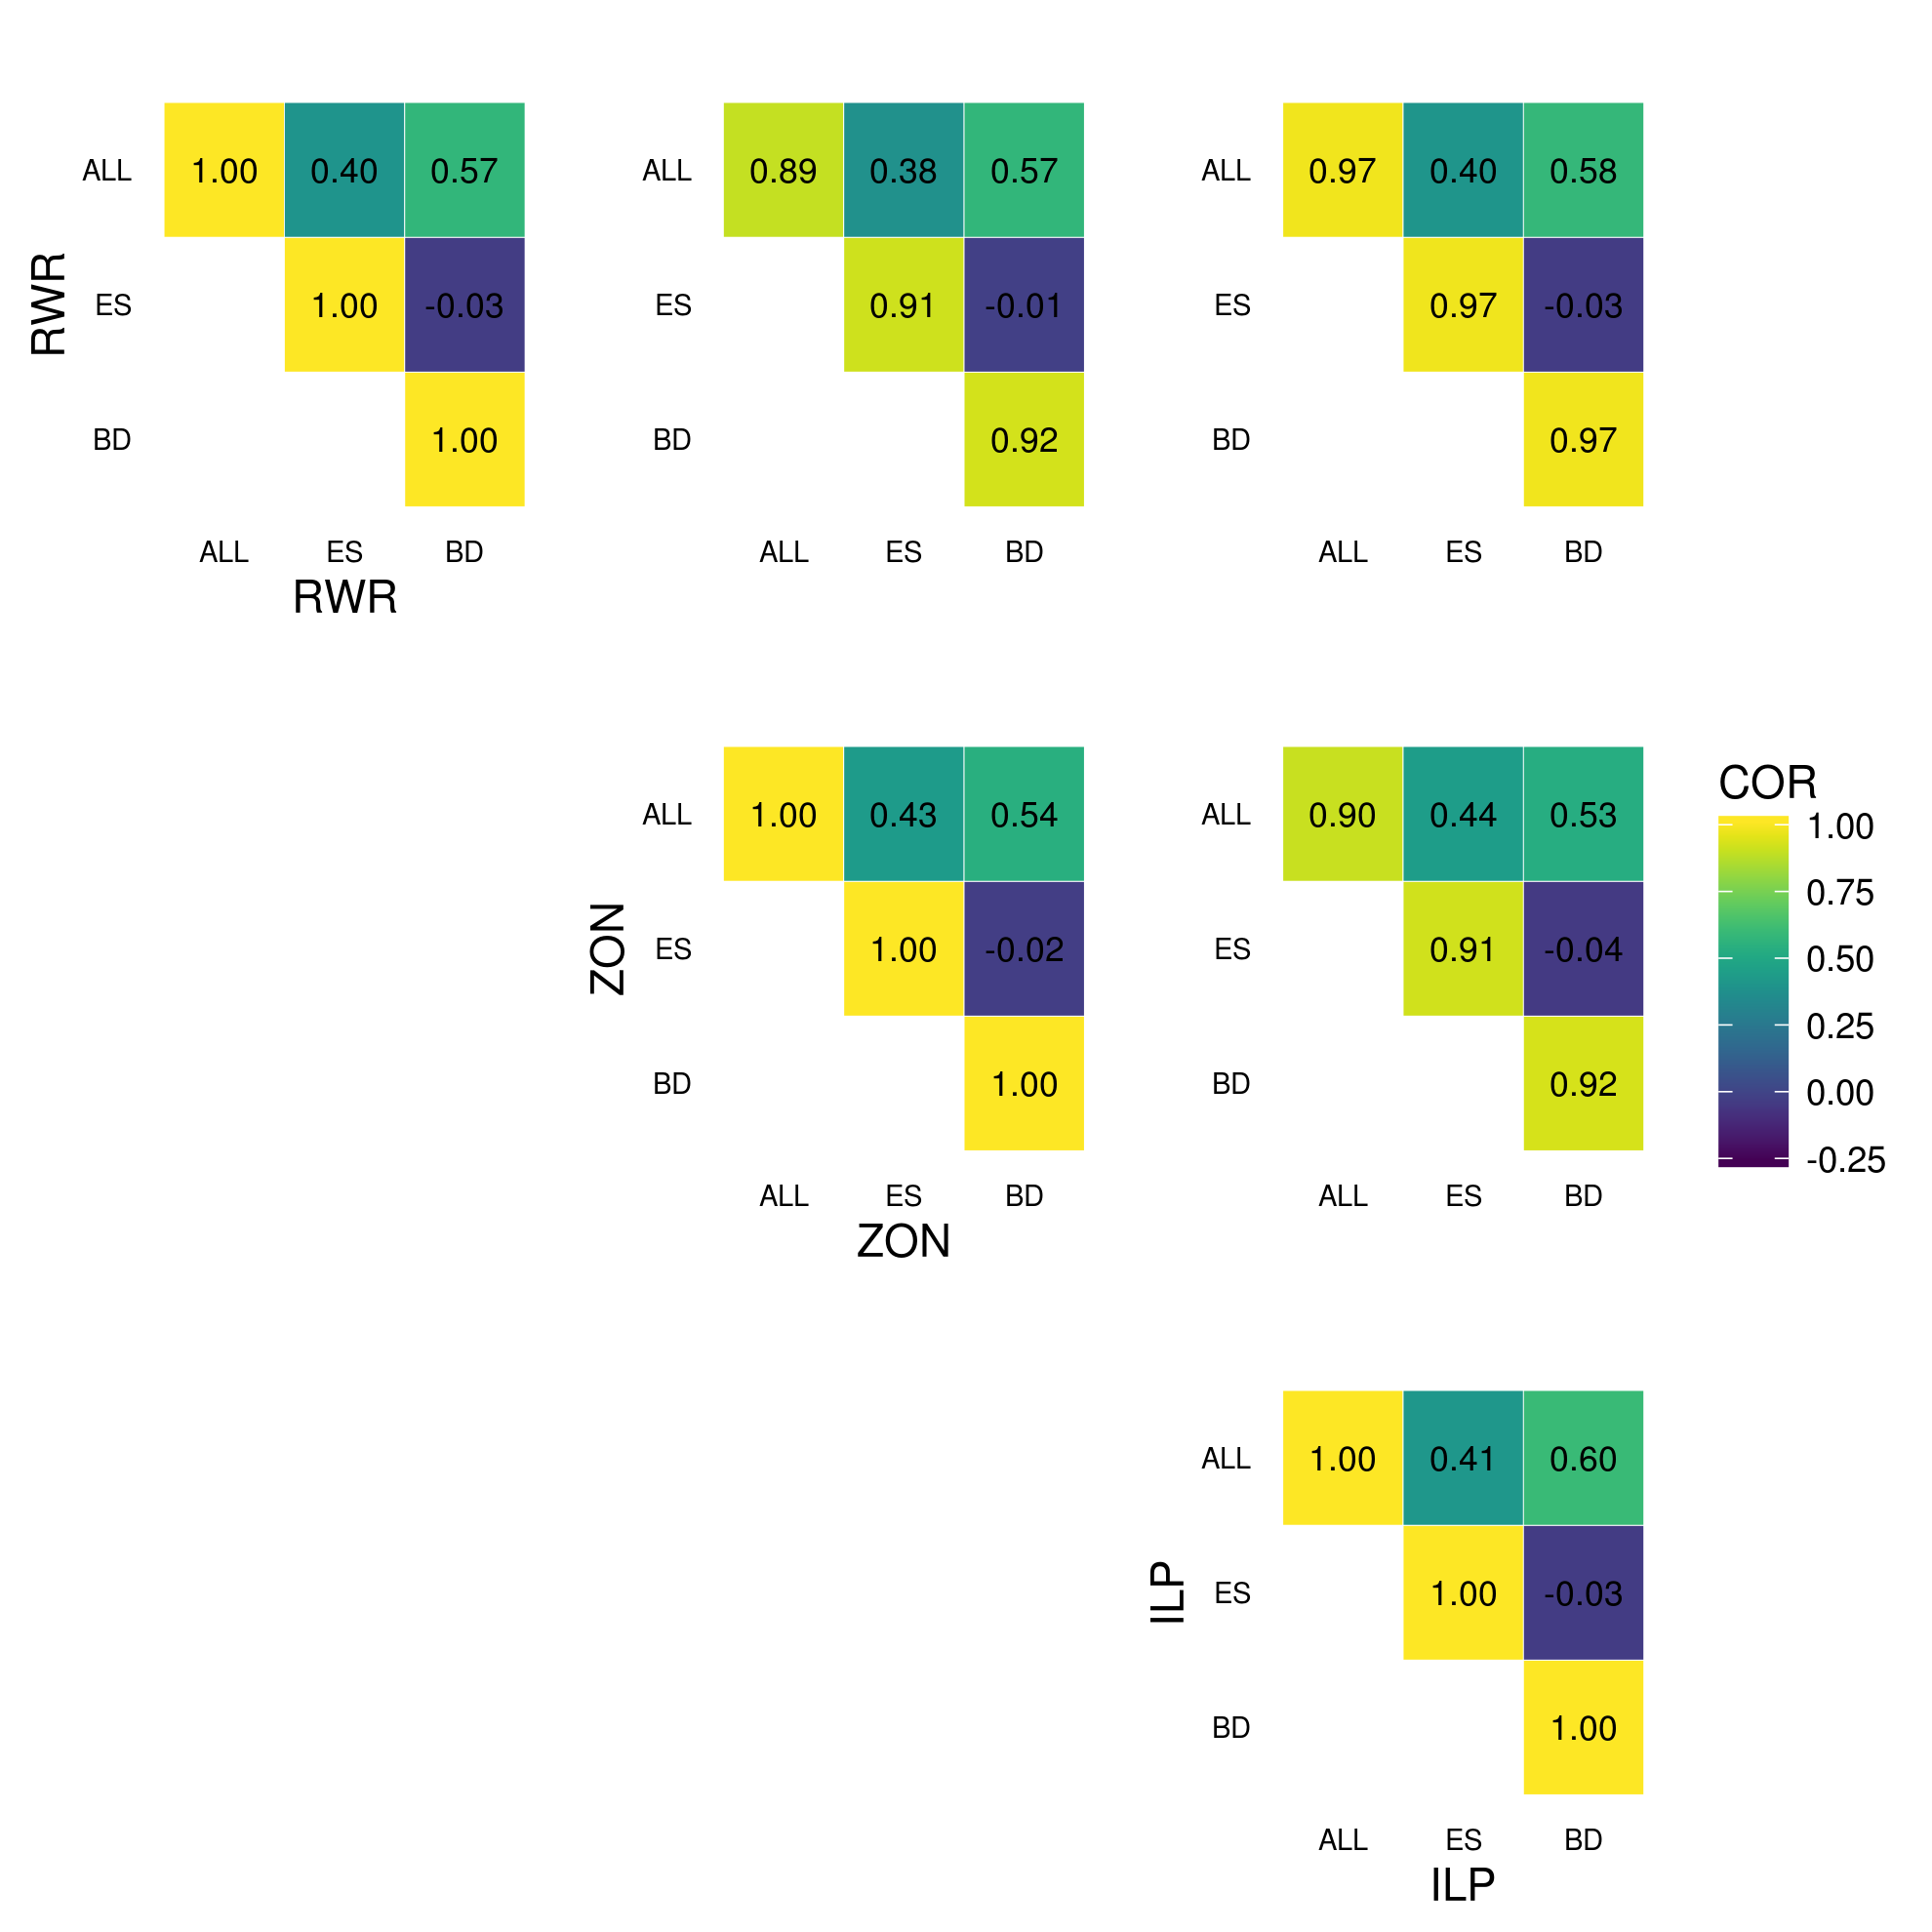 ALL 1.00 0.40 0.57
ES 1.00 -0.03
BD 1.00
ALL ES BD
RWR
RWR
ALL 0.89 0.38 0.57
ES 0.91 -0.01
BD 0.92
ALL ES BD
ALL 0.97 0.40 0.58
ES 0.97 -0.03
BD 0.97
ALL ES BD
ALL 1.00 0.43 0.54
ES 1.00 -0.02
BD 1.00
ALL ES BD
ZON
ZON
ALL 0.90 0.44 0.53
ES 0.91 -0.04
BD 0.92
ALL ES BD
COR
1.00
0.75
0.50
0.25
0.00
-0.25
ALL 1.00 0.41 0.60
ES 1.00 -0.03
BD 1.00
ALL ES BD
ILP
ILP